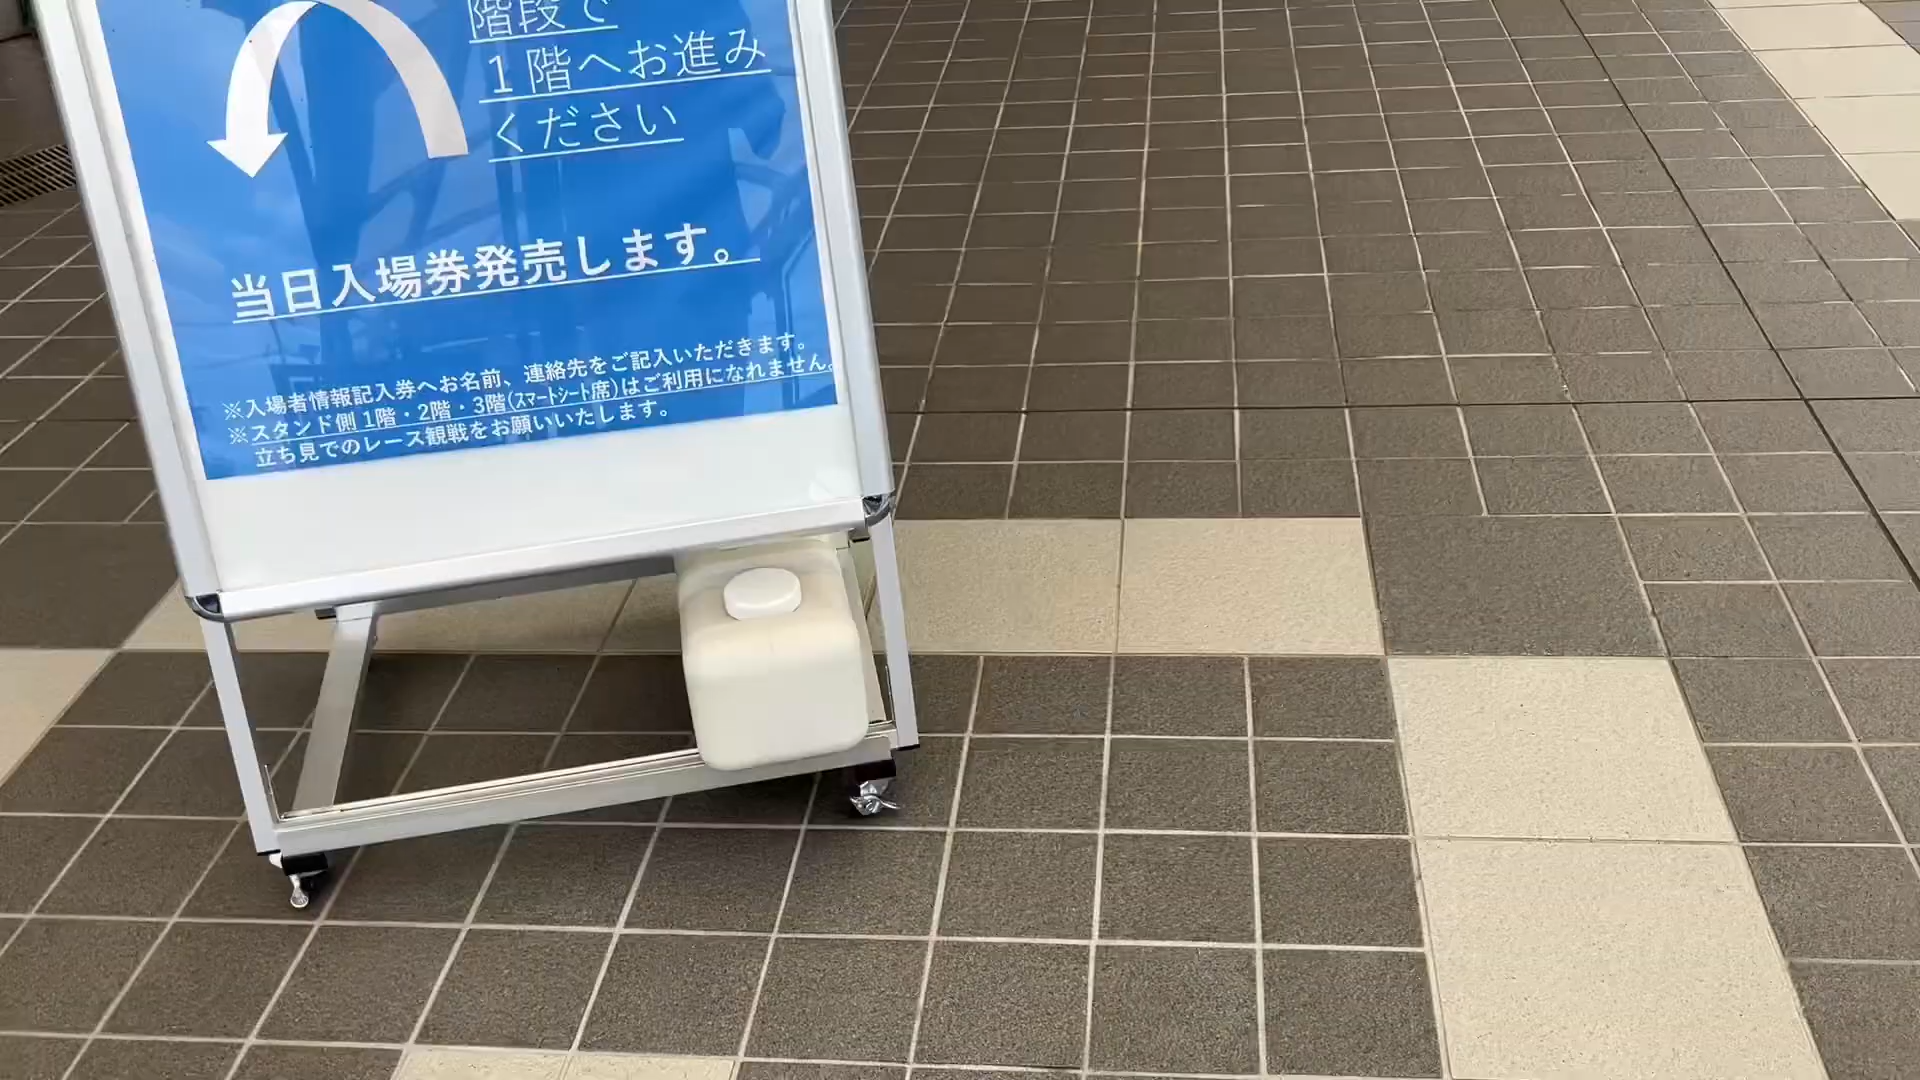 階段で
1階へお進み
ください
当日入場券発売します。
※入場者情報記入券へお名前、連絡先をご記入いただきます。
※スタンド側1階・2階・3階(ｽﾏｰﾄｼｰﾄ席)はご利用になれません。
立ち見でのレース観戦をお願いいたします。